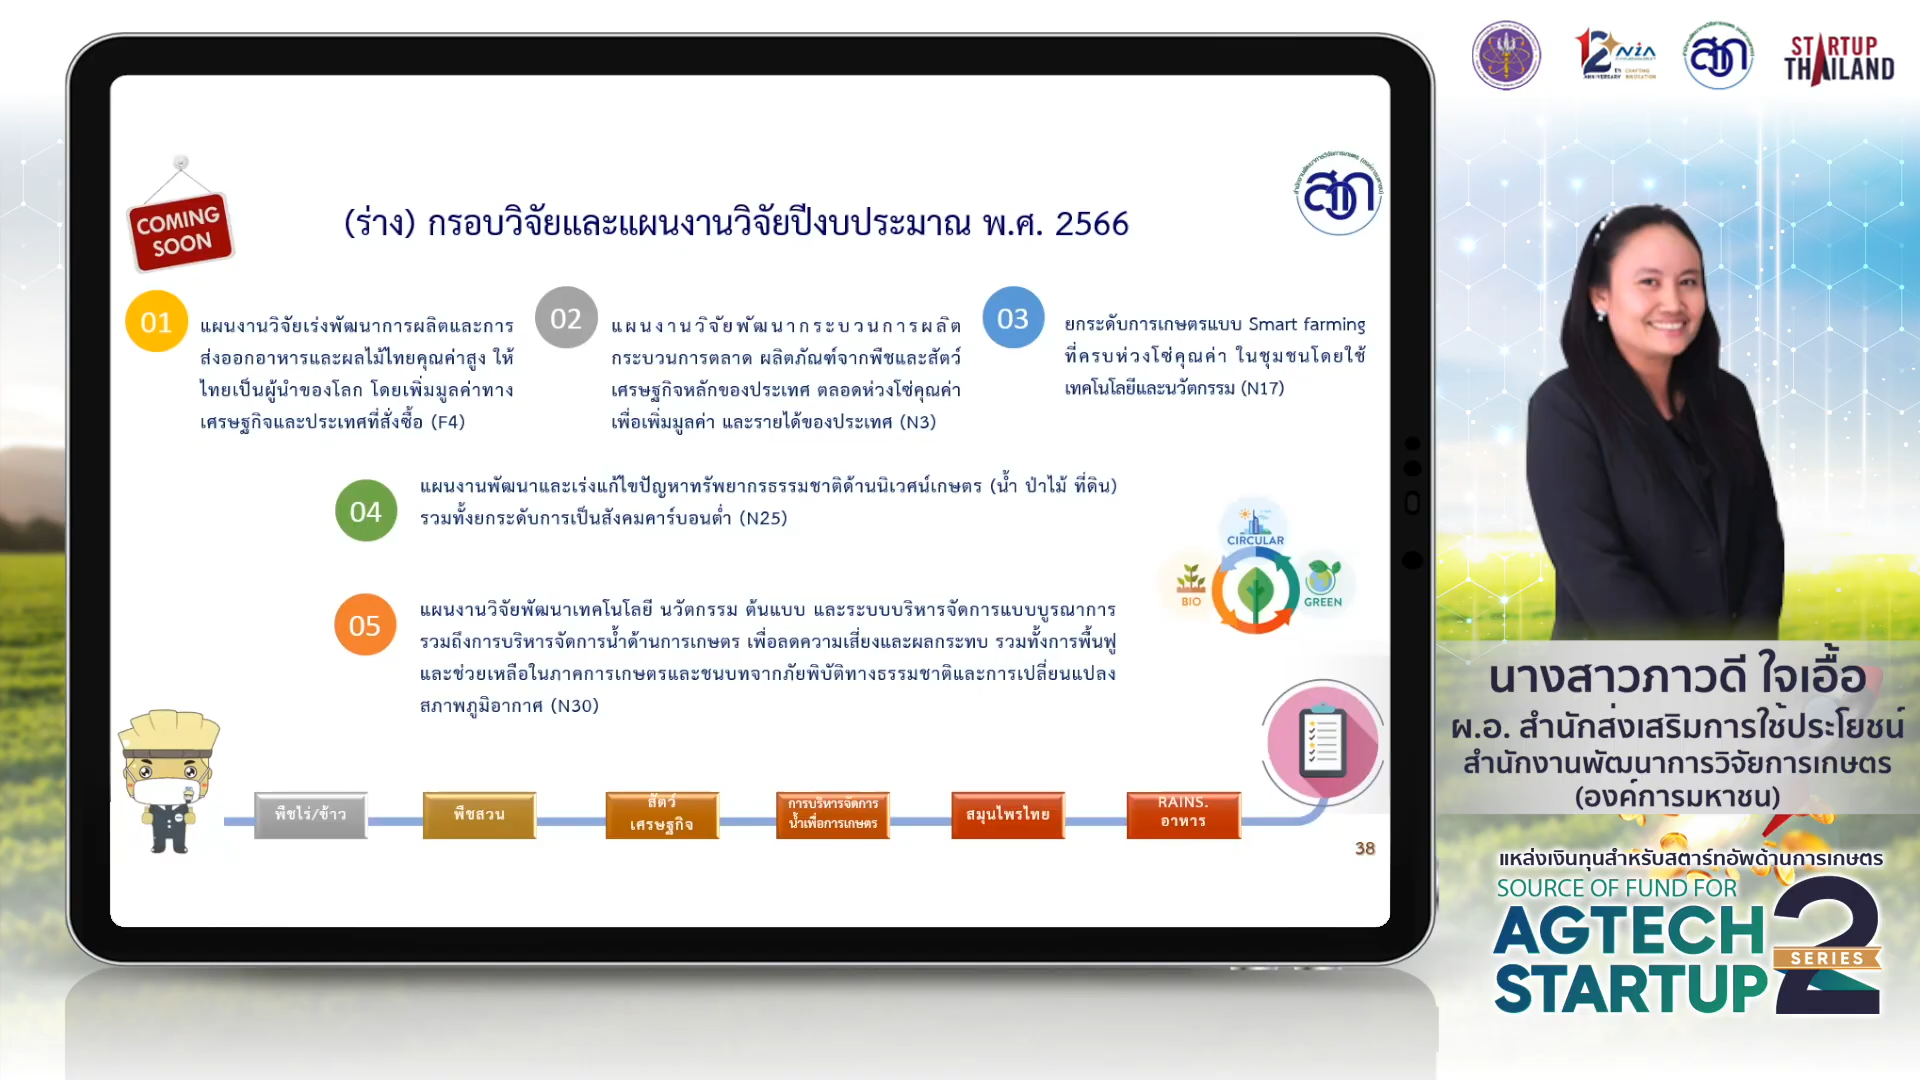 12 NIA
ANNIVERSARY
สวก
STARTUP
THAILAND
COMING
SOON
(ร่าง) กรอบวิจัยและแผนงานวิจัยปีงบประมาณ พ.ศ. 2566
สวก
01
แผนงานวิจัยเร่งพัฒนาการผลิตและการ
ส่งออกอาหารและผลไม้ไทยคุณค่าสูง ให้
ไทยเป็นผู้นำของโลก โดยเพิ่มมูลค่าทาง
เศรษฐกิจและประเทศที่สั่งซื้อ (F4)
02
แผนงานวิจัยพัฒนากระบวนการผลิต
กระบวนการตลาด ผลิตภัณฑ์จากพืชและสัตว์
เศรษฐกิจหลักของประเทศ ตลอดห่วงโซ่คุณค่า
เพื่อเพิ่มมูลค่า และรายได้ของประเทศ (N3)
03
ยกระดับการเกษตรแบบ Smart farming
ที่ครบห่วงโซ่คุณค่า ในชุมชนโดยใช้
เทคโนโลยีและนวัตกรรม (N17)
04
แผนงานพัฒนาและเร่งแก้ไขปัญหาทรัพยากรธรรมชาติด้านนิเวศน์เกษตร (น้ำ ป่าไม้ ที่ดิน)
รวมทั้งยกระดับการเป็นสังคมคาร์บอนต่ำ (N25)
05
แผนงานวิจัยพัฒนาเทคโนโลยี นวัตกรรม ต้นแบบ และระบบบริหารจัดการแบบบูรณาการ
รวมถึงการบริหารจัดการน้ำด้านการเกษตร เพื่อลดความเสี่ยงและผลกระทบ รวมทั้งการฟื้นฟู
และช่วยเหลือในภาคการเกษตรและชนบทจากภัยพิบัติทางธรรมชาติและการเปลี่ยนแปลง
สภาพภูมิอากาศ (N30)
CIRCULAR
BIO
GREEN
พืชไร่/ข้าว
พืชสวน
สัตว์
เศรษฐกิจ
การบริหารจัดการ
น้ำเพื่อการเกษตร
สมุนไพรไทย
RAINS.
อาหาร
38
นางสาวภาวดี ใจเอื้อ
ผ.อ. สำนักส่งเสริมการใช้ประโยชน์
สำนักงานพัฒนาการวิจัยการเกษตร
(องค์การมหาชน)
แหล่งเงินทุนสำหรับสตาร์ทอัพด้านการเกษตร
SOURCE OF FUND FOR
AGTECH
STARTUP
2
SERIES